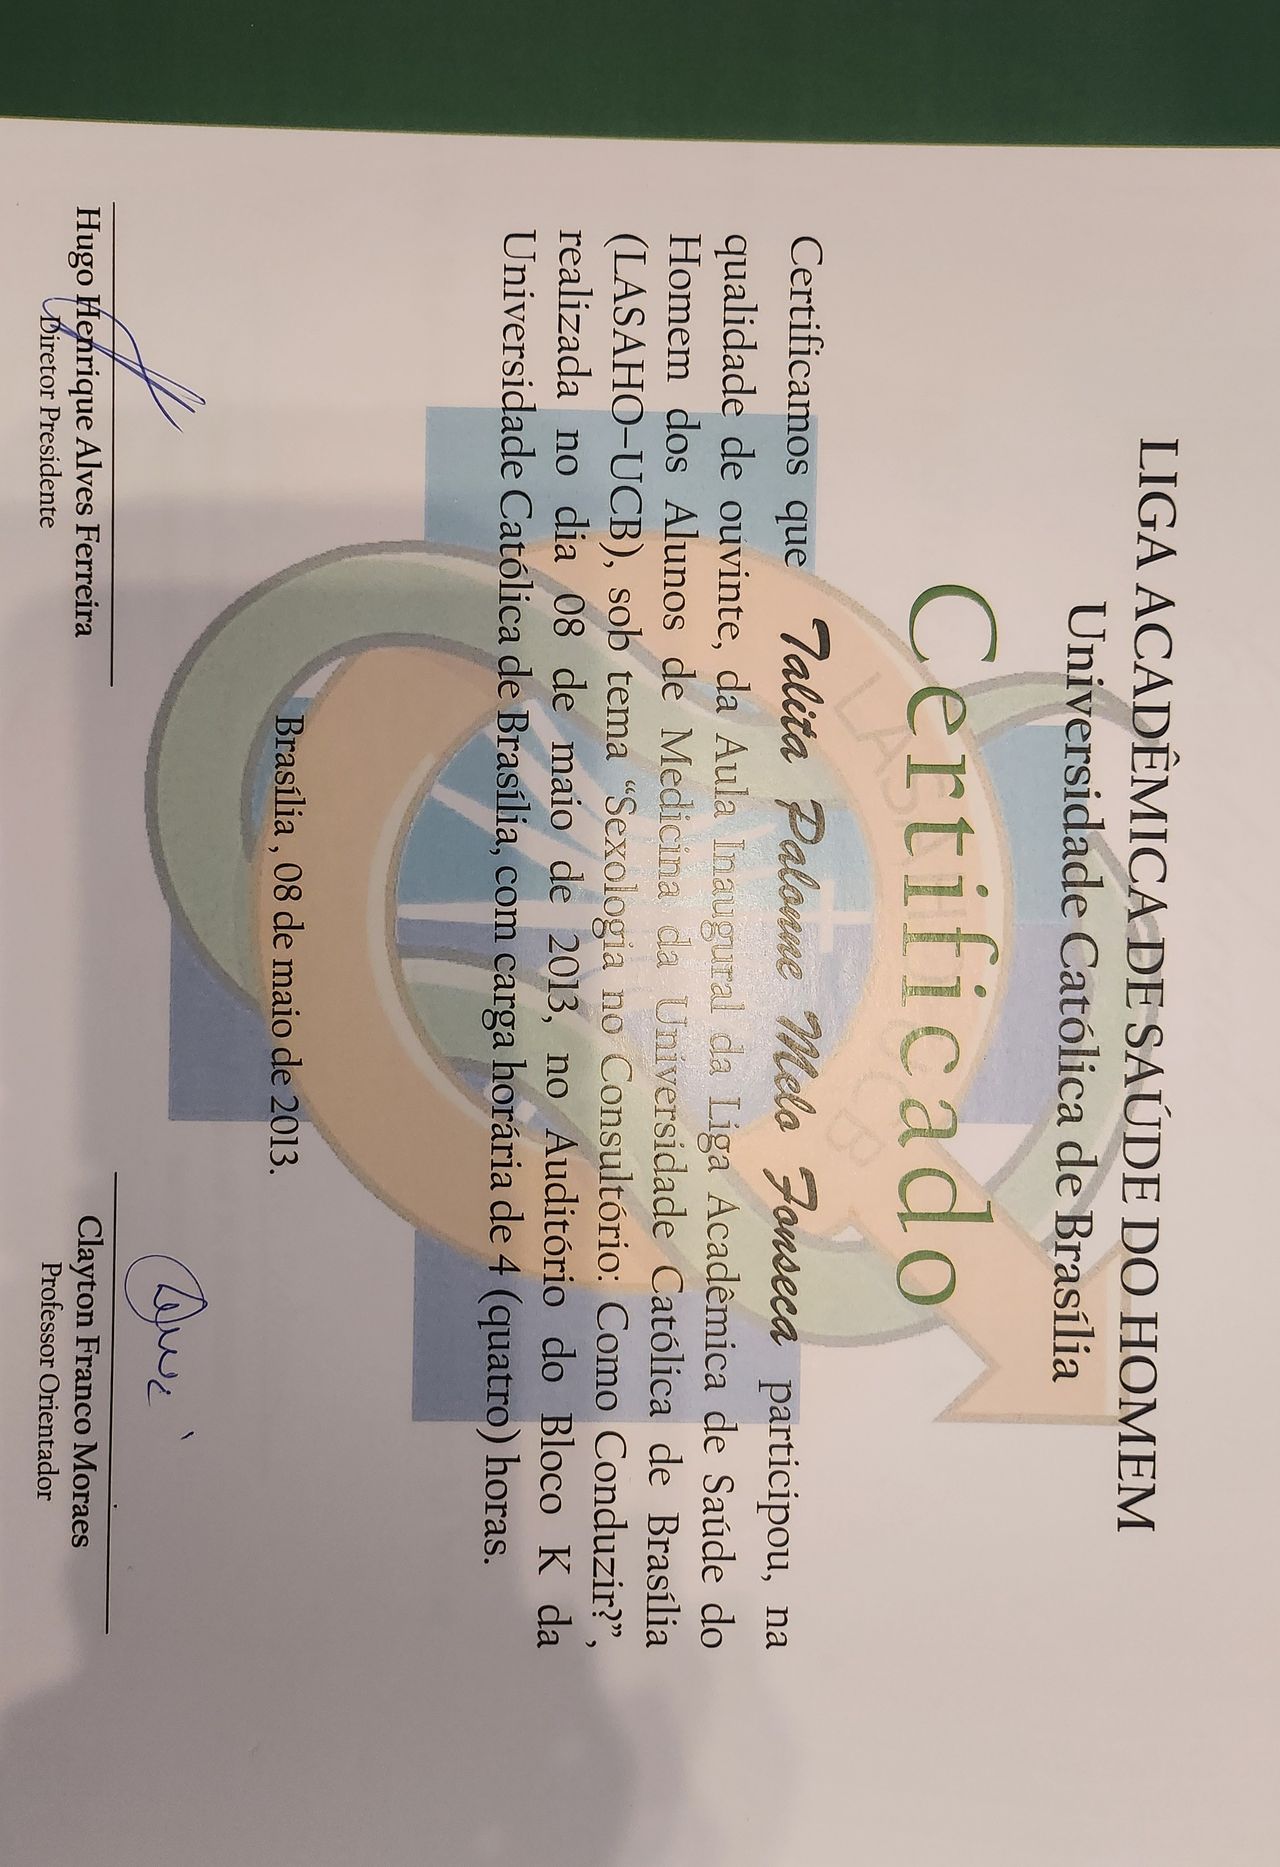 LIGA ACADÊMICA DE SAÚDE DO HOMEM
Universidade Católica de Brasília
Certificado
Certificamos que Talita Palonne Melo Fonseca participou, na
qualidade de ouvinte, da Aula Inaugural da Liga Acadêmica de Saúde do
Homem dos Alunos de Medicina da Universidade Católica de Brasília
(LASAHO–UCB), sob tema “Sexologia no Consultório: Como Conduzir?”,
realizada no dia 08 de maio de 2013, no Auditório do Bloco K da
Universidade Católica de Brasília, com carga horária de 4 (quatro) horas.
Brasília , 08 de maio de 2013.
Hugo Henrique Alves Ferreira
Diretor Presidente
Clayton Franco Moraes
Professor Orientador